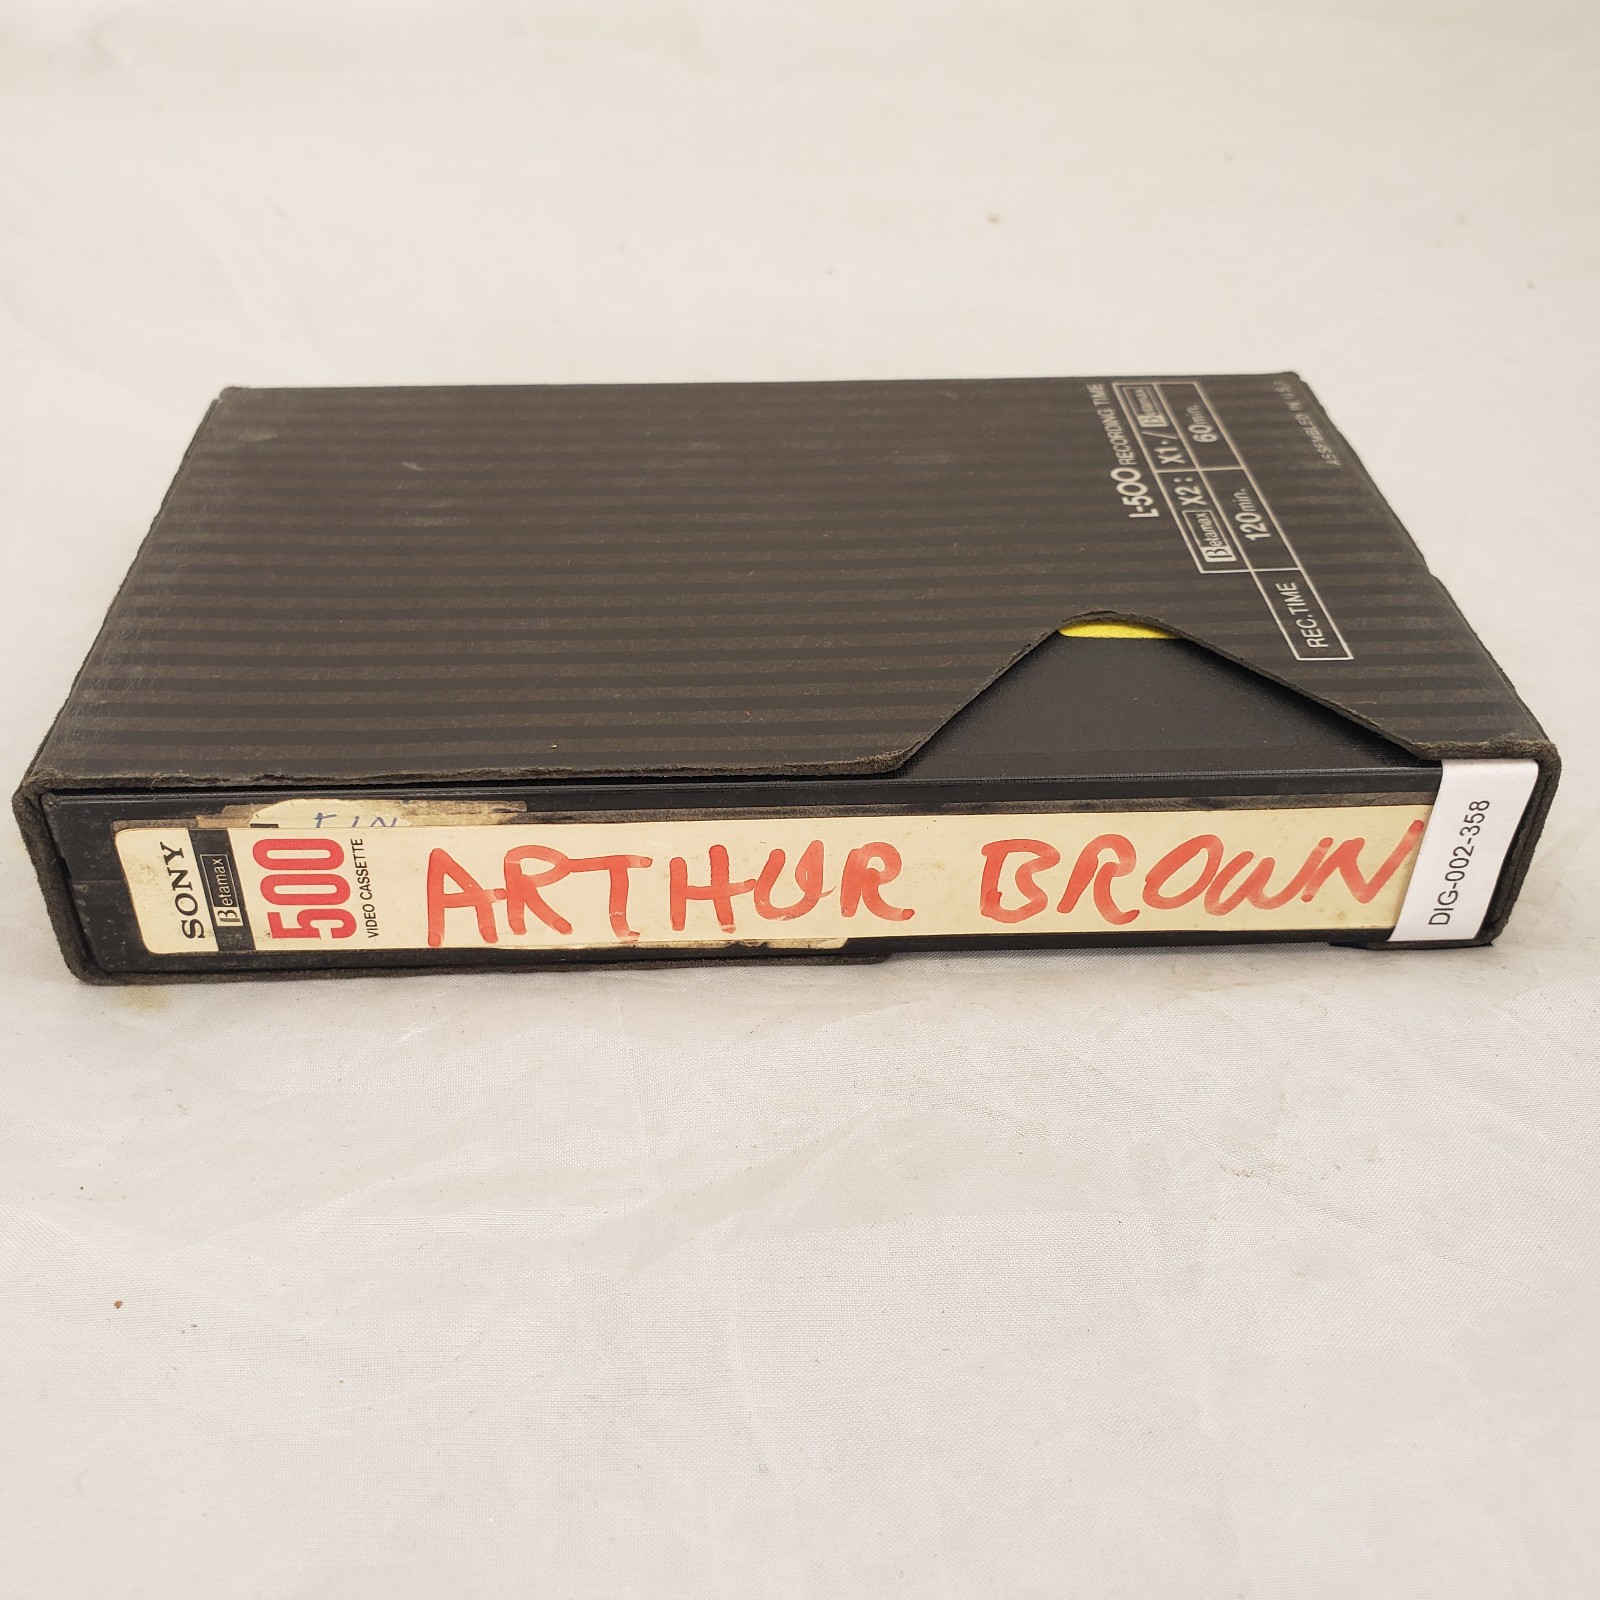 L-500 RECORDING TIME
Betamax X2: X1·/Betamax
REC.TIME 120min. 60min.
ASSEMBLED IN U.S.A
SONY
Betamax
500
VIDEO CASSETTE
ARTHUR BROWN
DIG-002-358